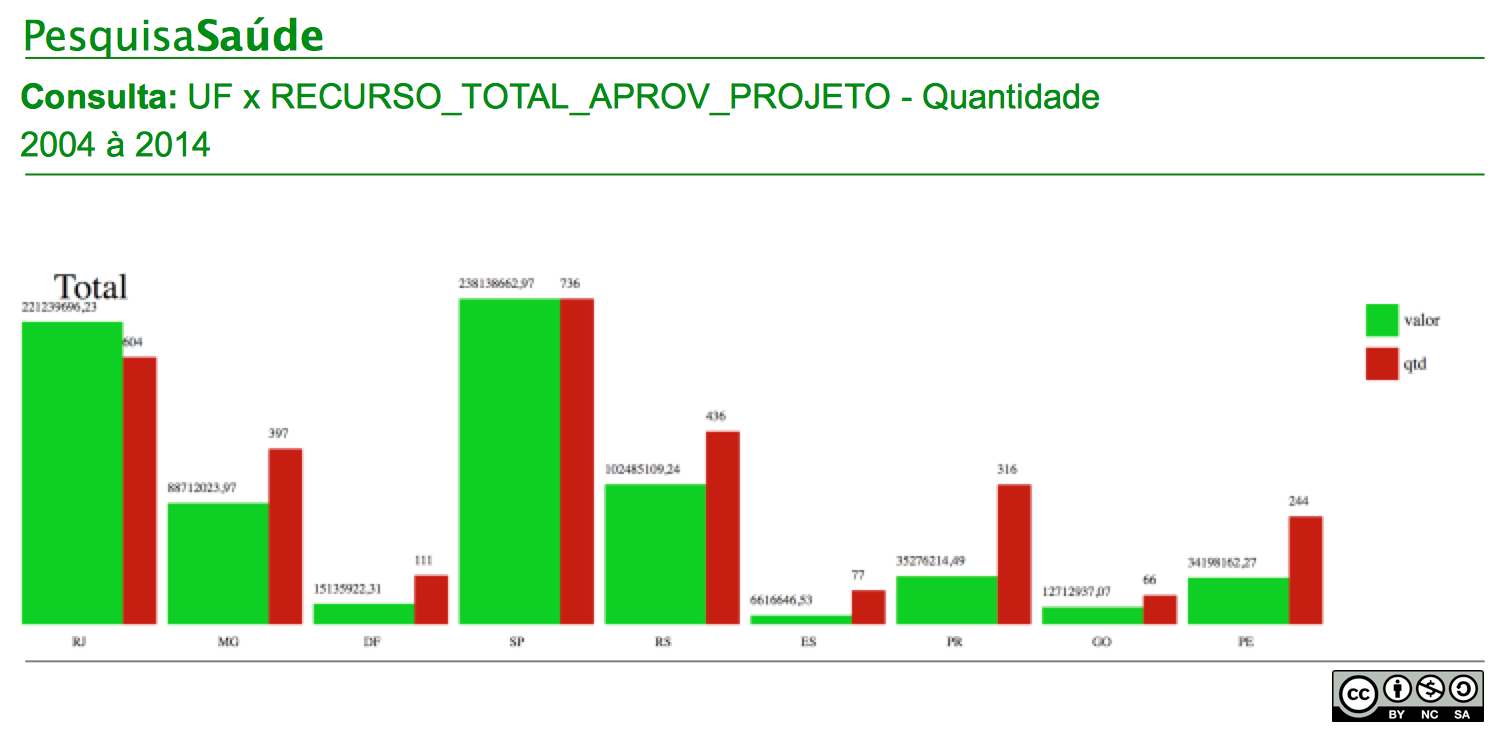 PesquisaSaúde
Consulta: UF x RECURSO_TOTAL_APROV_PROJETO - Quantidade
2004 à 2014
Total
221239696,23
604
88712023,97
397
15135922,31
111
238138662,97
736
102485109,24
436
6616646,53
77
35276214,49
316
12712937,07
66
34198162,27
244
valor
qtd
RJ
MG
DF
SP
RS
ES
PR
GO
PE
cc
BY NC SA